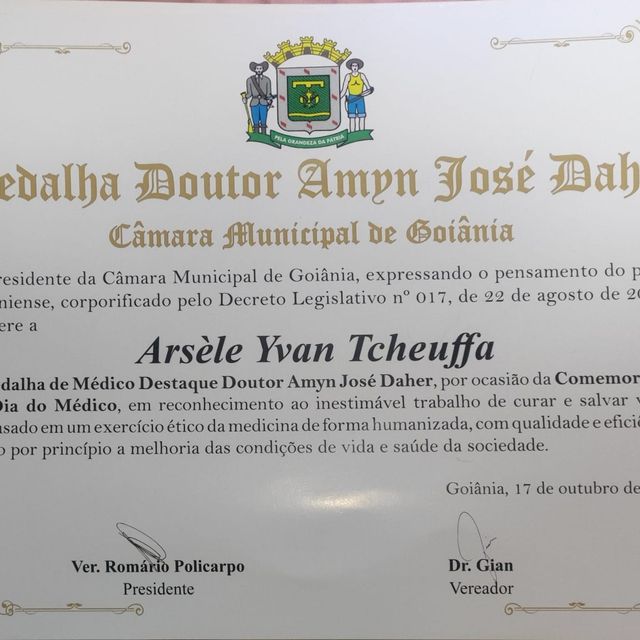 PELA GRANDEZA DA PÁTRIA
edalha Doutor Amyn José Dah
Câmara Municipal de Goiânia
residente da Câmara Municipal de Goiânia, expressando o pensamento do p
niense, corporificado pelo Decreto Legislativo nº 017, de 22 de agosto de 20
ere a
Arsèle Yvan Tcheuffa
dalha de Médico Destaque Doutor Amyn José Daher, por ocasião da Comemor
Dia do Médico, em reconhecimento ao inestimável trabalho de curar e salvar v
sado em um exercício ético da medicina de forma humanizada, com qualidade e efici
o por princípio a melhoria das condições de vida e saúde da sociedade.
Goiânia, 17 de outubro de
Ver. Romário Policarpo
Presidente
Dr. Gian
Vereador